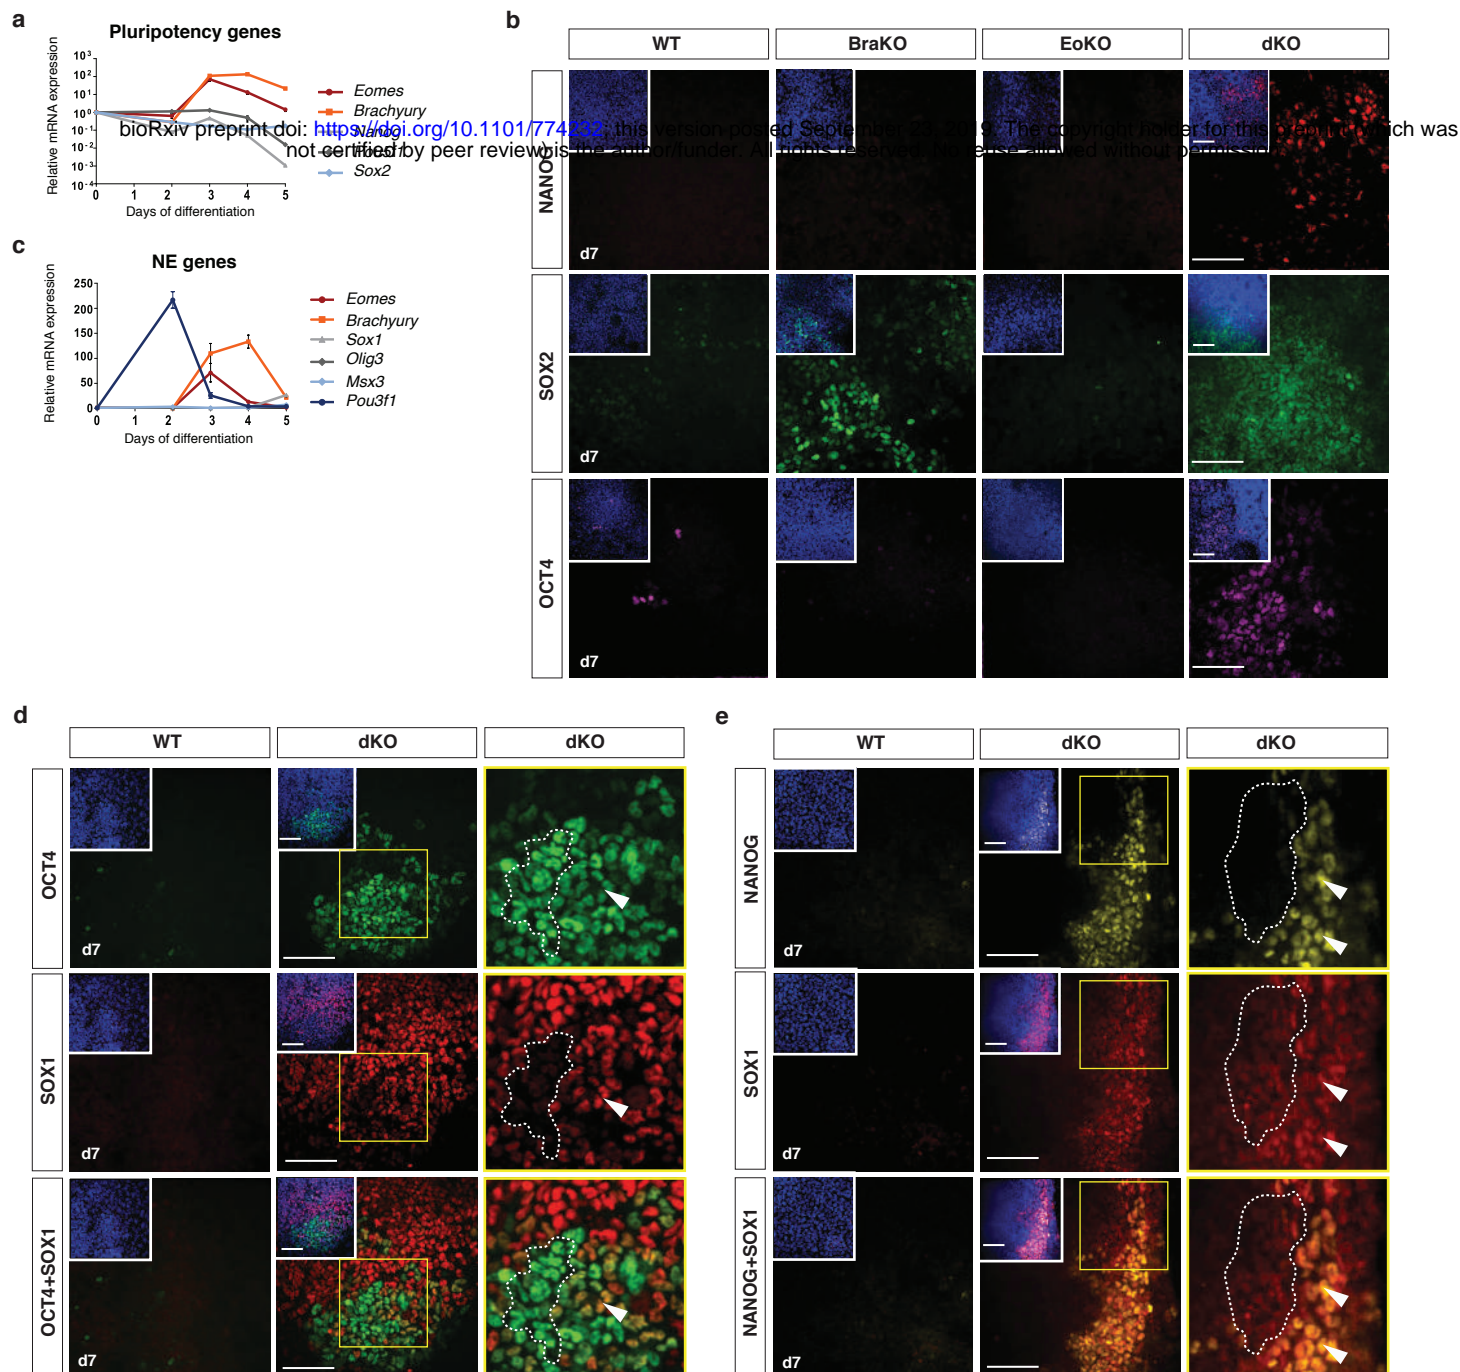 a
Pluripotency genes
Relative mRNA expression
10³
10²
10¹
10⁰
10⁻¹
10⁻²
10⁻³
10⁻⁴
0 1 2 3 4 5
Days of differentiation
Eomes
Brachyury
Nanog
Sox2
bioRxiv preprint doi: https://doi.org/10.1101/774232; this version posted September 2019. The copyright holder for this preprint (which was
not certified by peer review) is the author/funder. All rights reserved. No reuse allowed without permission.
b
WT BraKO EoKO dKO
NANOG
d7
SOX2
d7
OCT4
d7
c
NE genes
Relative mRNA expression
250
200
150
100
50
0
0 1 2 3 4 5
Days of differentiation
Eomes
Brachyury
Sox1
Olig3
Msx3
Pou3f1
d
WT dKO dKO
OCT4
d7
SOX1
d7
OCT4+SOX1
d7
e
WT dKO dKO
NANOG
d7
SOX1
d7
NANOG+SOX1
d7